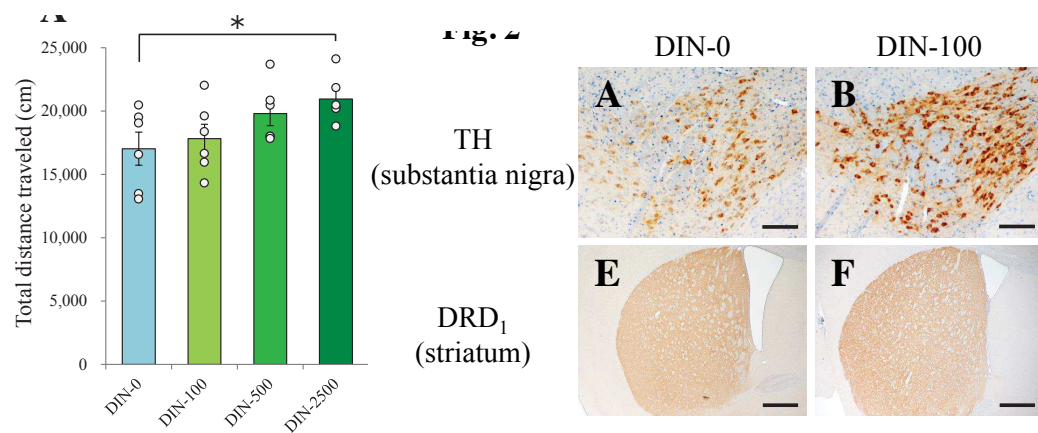 A
*
25,000
20,000
15,000
10,000
5,000
0
Total distance traveled (cm)
DIN-0
DIN-100
DIN-500
DIN-2500
Fig. 2
DIN-0
DIN-100
TH
(substantia nigra)
A
B
DRD1
(striatum)
E
F